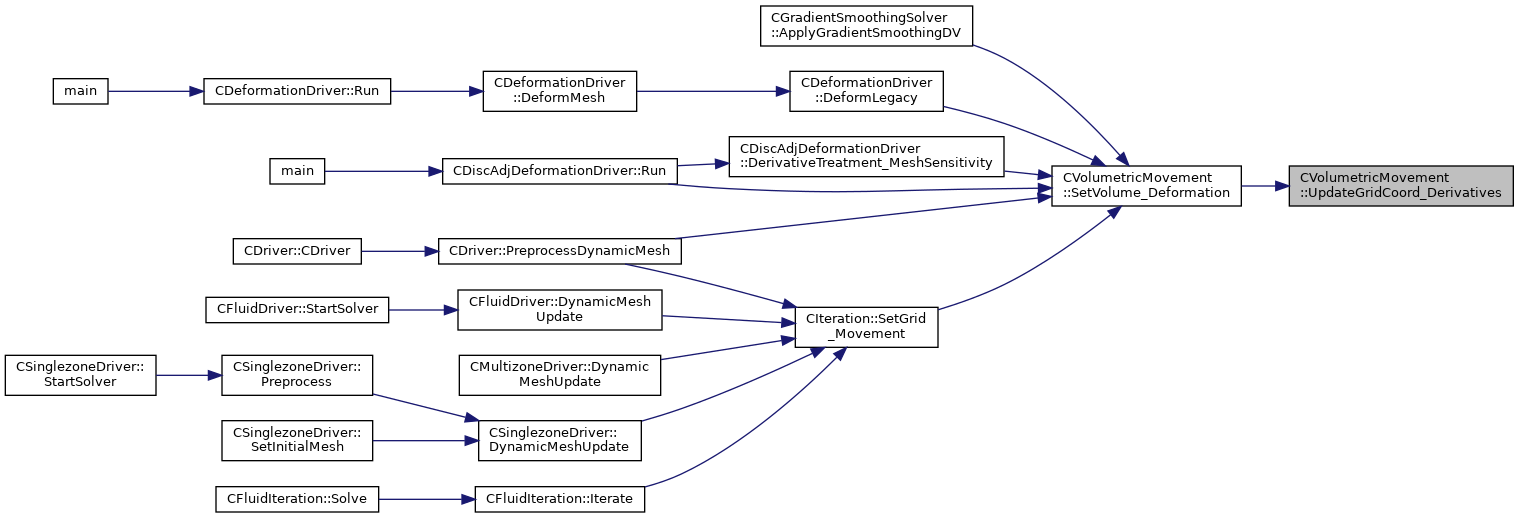 CGradientSmoothingSolver
::ApplyGradientSmoothingDV
main
CDeformationDriver::Run
CDeformationDriver
::DeformMesh
CDeformationDriver
::DeformLegacy
CDiscAdjDeformationDriver
::DerivativeTreatment_MeshSensitivity
main
CDiscAdjDeformationDriver::Run
CVolumetricMovement
::SetVolume_Deformation
CVolumetricMovement
::UpdateGridCoord_Derivatives
CDriver::CDriver
CDriver::PreprocessDynamicMesh
CFluidDriver::StartSolver
CFluidDriver::DynamicMesh
Update
CIteration::SetGrid
_Movement
CSinglezoneDriver::
StartSolver
CSinglezoneDriver::
Preprocess
CMultizoneDriver::Dynamic
MeshUpdate
CSinglezoneDriver::
SetInitialMesh
CSinglezoneDriver::
DynamicMeshUpdate
CFluidIteration::Solve
CFluidIteration::Iterate